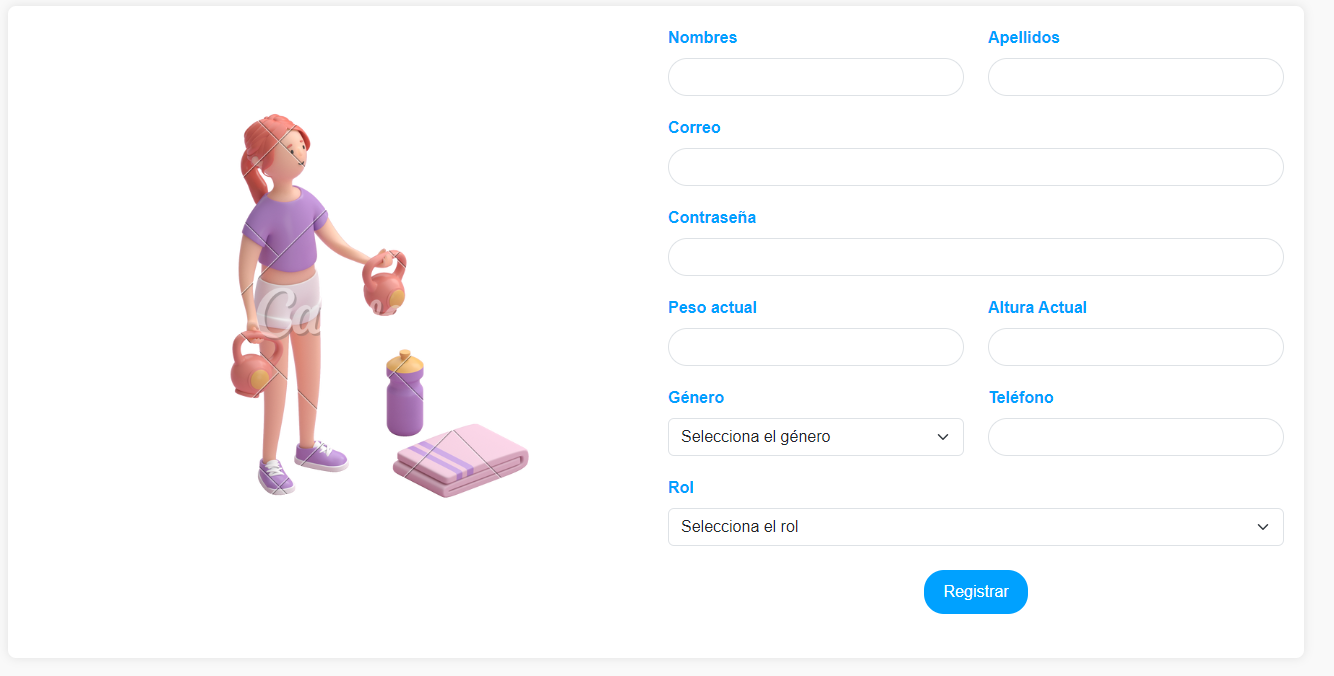 Nombres
Apellidos
Correo
Contraseña
Peso actual
Altura Actual
Género
Teléfono
Selecciona el género
Rol
Selecciona el rol
Registrar